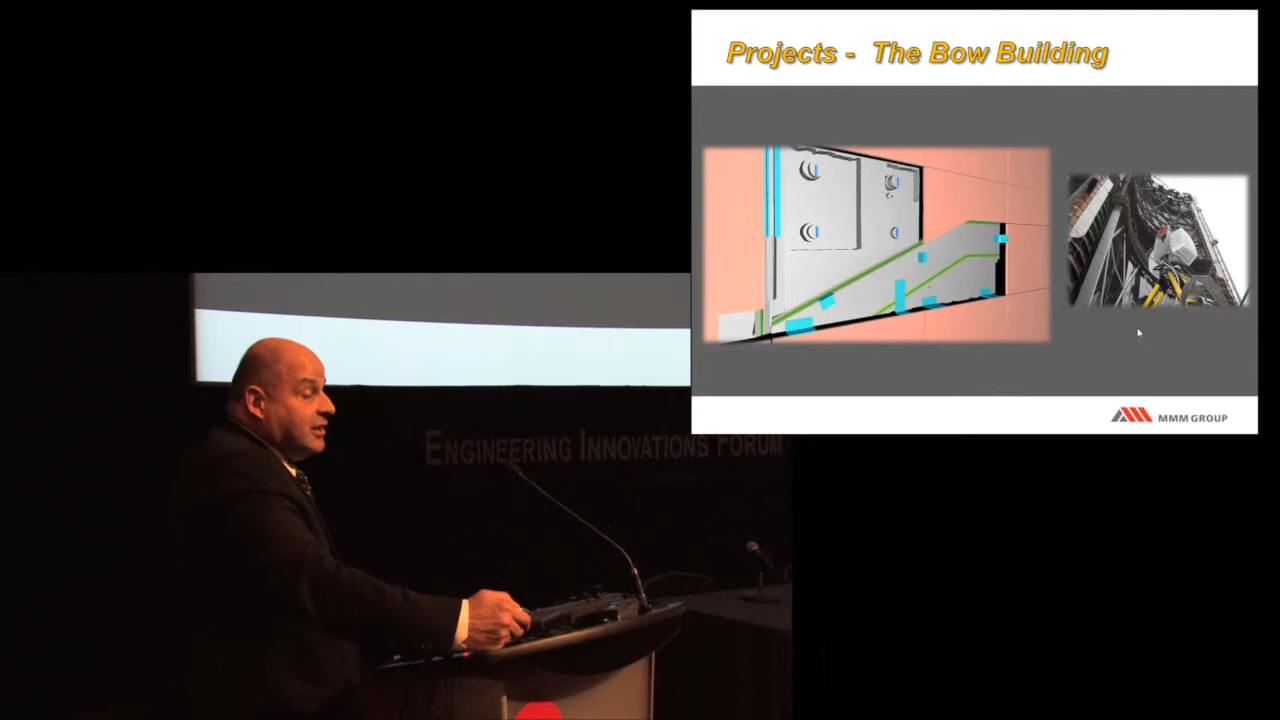 Projects - The Bow Building
MMM GROUP
ENGINEERING INNOVATIONS FORUM